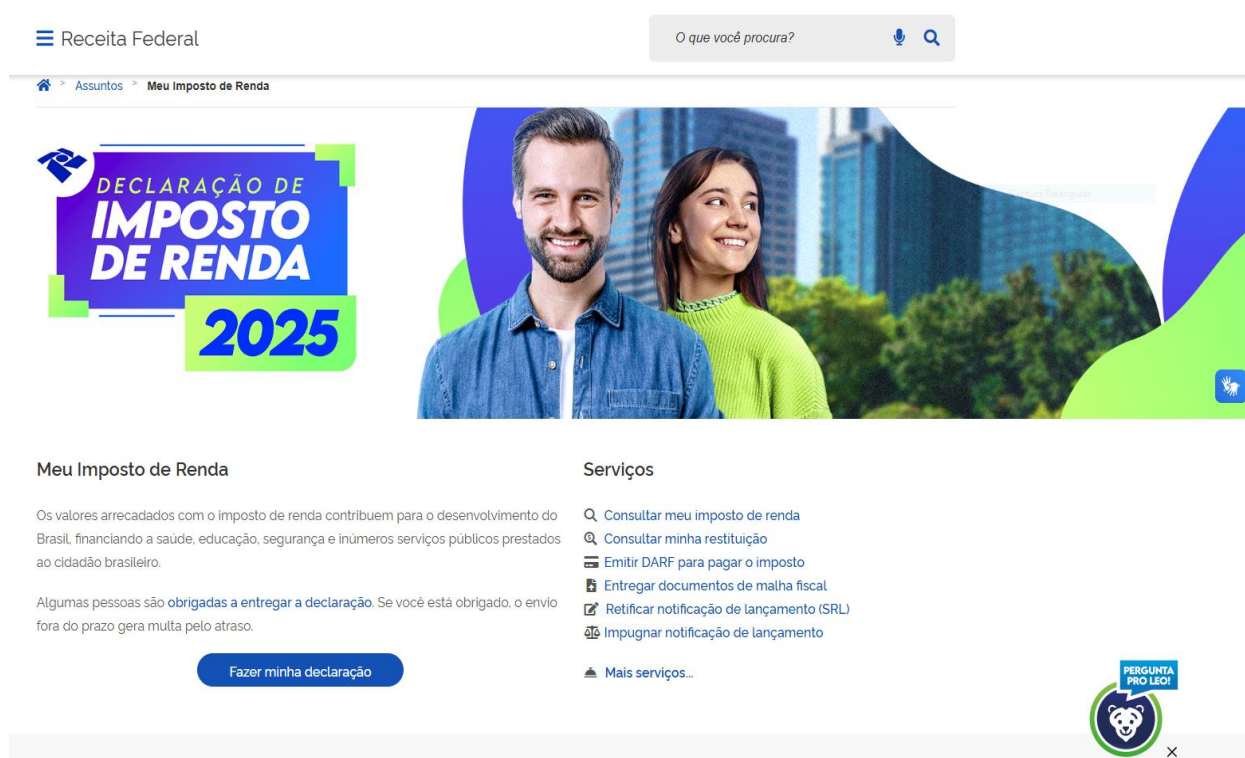 Receita Federal
O que você procura?
> Assuntos > Meu Imposto de Renda
DECLARAÇÃO DE
IMPOSTO
DE RENDA
2025
Meu Imposto de Renda
Os valores arrecadados com o imposto de renda contribuem para o desenvolvimento do
Brasil, financiando a saúde, educação, segurança e inúmeros serviços públicos prestados
ao cidadão brasileiro.
Algumas pessoas são obrigadas a entregar a declaração. Se você está obrigado, o envio
fora do prazo gera multa pelo atraso.
Fazer minha declaração
Serviços
Consultar meu imposto de renda
Consultar minha restituição
Emitir DARF para pagar o imposto
Entregar documentos de malha fiscal
Retificar notificação de lançamento (SRL)
Impugnar notificação de lançamento
Mais serviços...
PERGUNTA
PRO LEO!